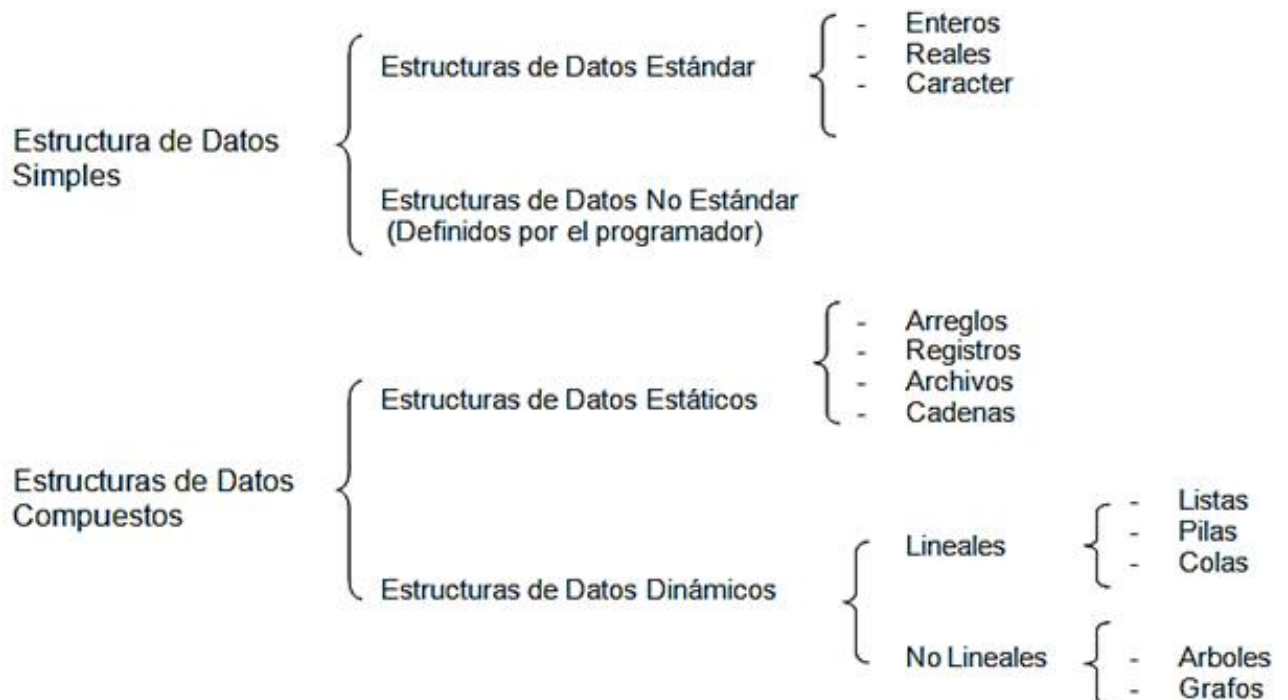 Estructura de Datos
Simples
Estructuras de Datos Estándar
- Enteros
- Reales
- Caracter
Estructuras de Datos No Estándar
(Definidos por el programador)
Estructuras de Datos
Compuestos
Estructuras de Datos Estáticos
- Arreglos
- Registros
- Archivos
- Cadenas
Estructuras de Datos Dinámicos
Lineales
- Listas
- Pilas
- Colas
No Lineales
- Arboles
- Grafos